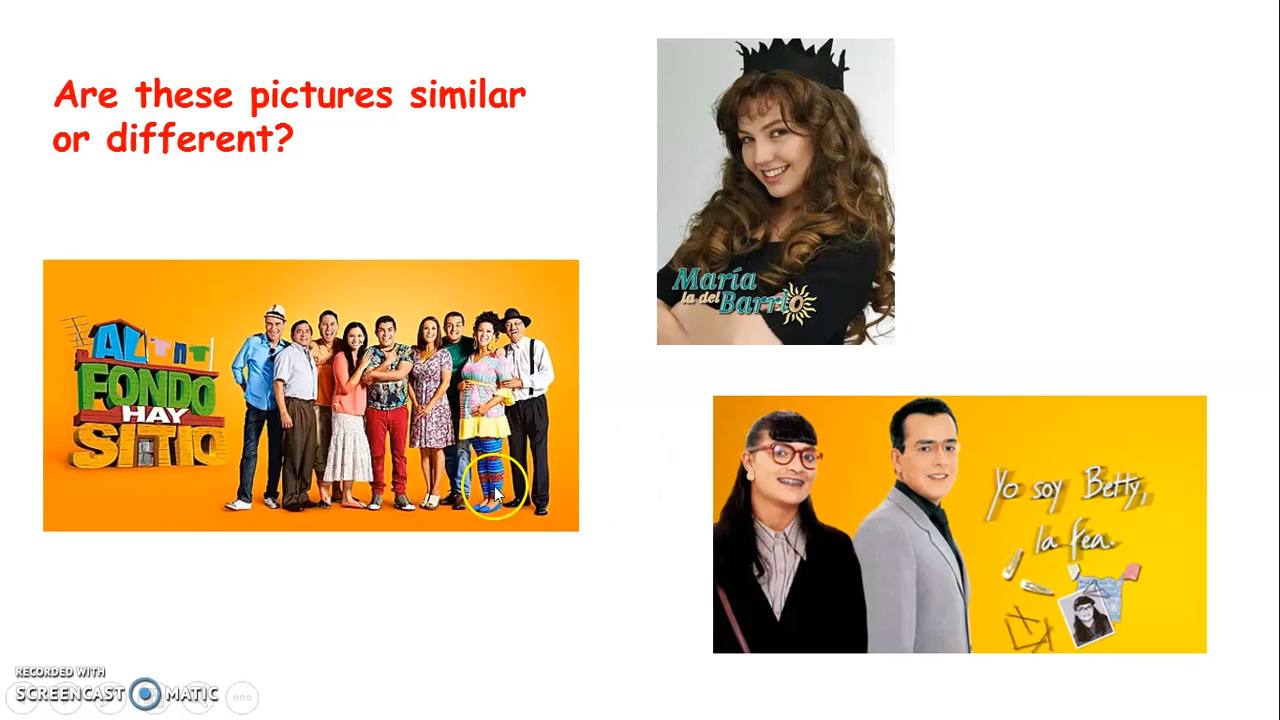 Are these pictures similar
or different?
María
la del Barrio
AL
FONDO
HAY
SITIO
Yo soy Betty,
la fea.
RECORDED WITH
SCREENCAST MATIC